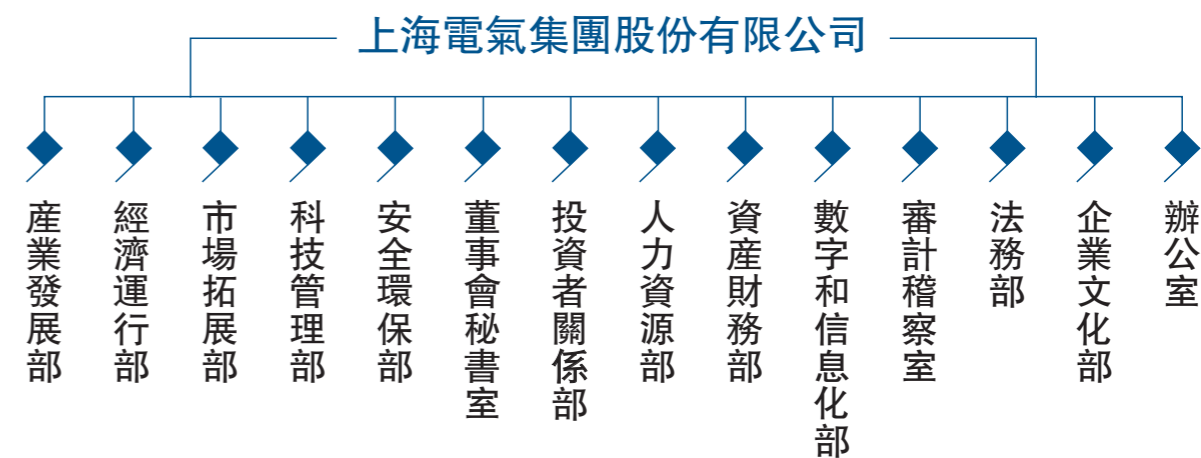 上海電氣集團股份有限公司
産業發展部
經濟運行部
市場拓展部
科技管理部
安全環保部
董事會秘書室
投資者關係部
人力資源部
資産財務部
數字和信息化部
審計稽察室
法務部
企業文化部
辦公室